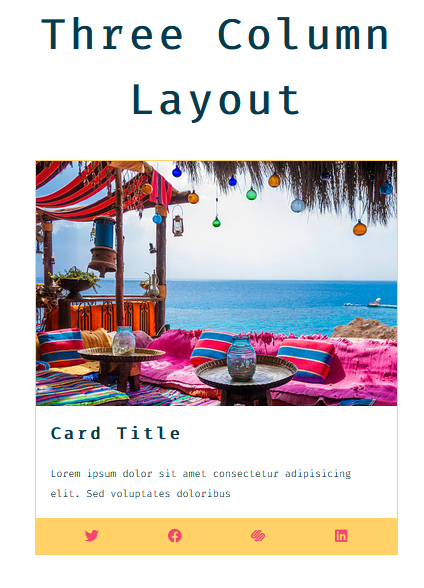 Three Column
Layout
Card Title
Lorem ipsum dolor sit amet consectetur adipisicing
elit. Sed voluptates doloribus